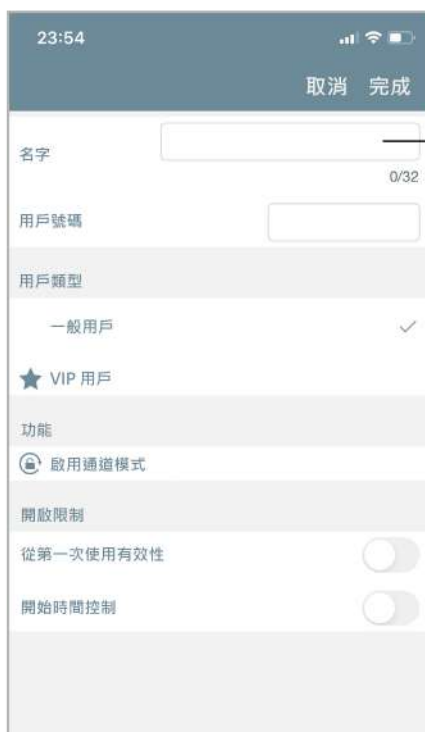 23:54
取消 完成
名字
0/32
用戶號碼
用戶類型
一般用戶
VIP 用戶
功能
啟用通道模式
開啟限制
從第一次使用有效性
開始時間控制